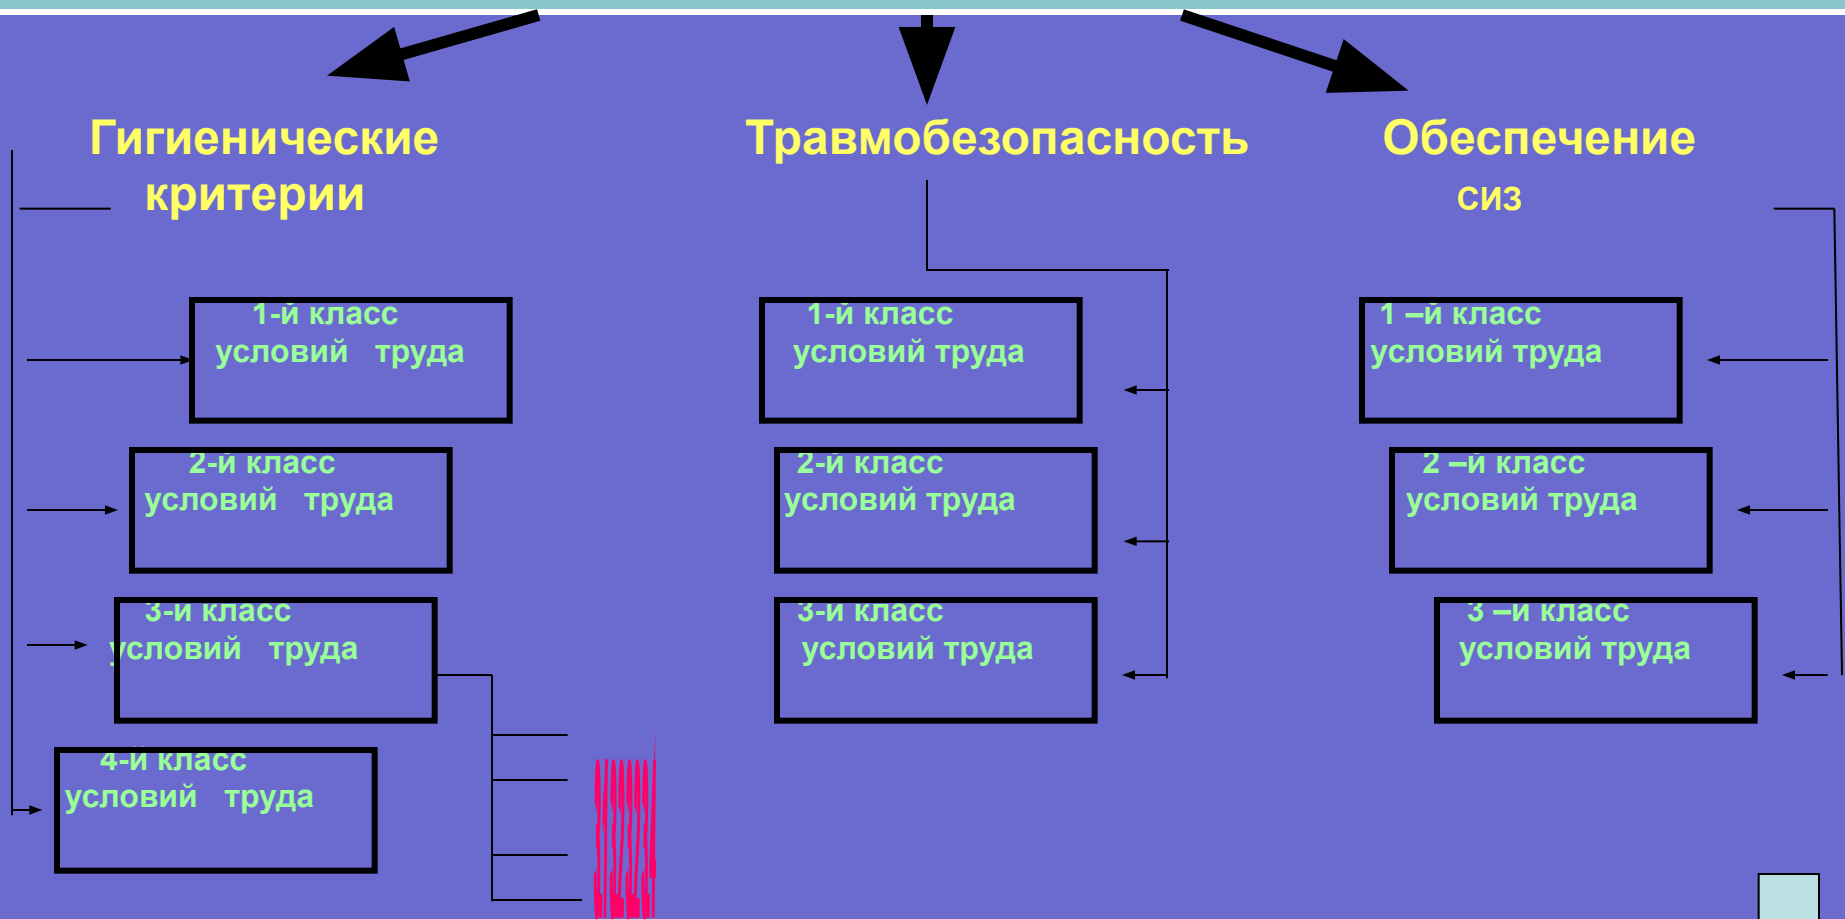 Гигиенические
критерии
Травмобезопасность
Обеспечение
СИЗ
1-й класс
условий труда
2-й класс
условий труда
3-й класс
условий труда
4-й класс
условий труда
1-й класс
условий труда
2-й класс
условий труда
3-й класс
условий труда
1 –й класс
условий труда
2 –й класс
условий труда
3 –й класс
условий труда